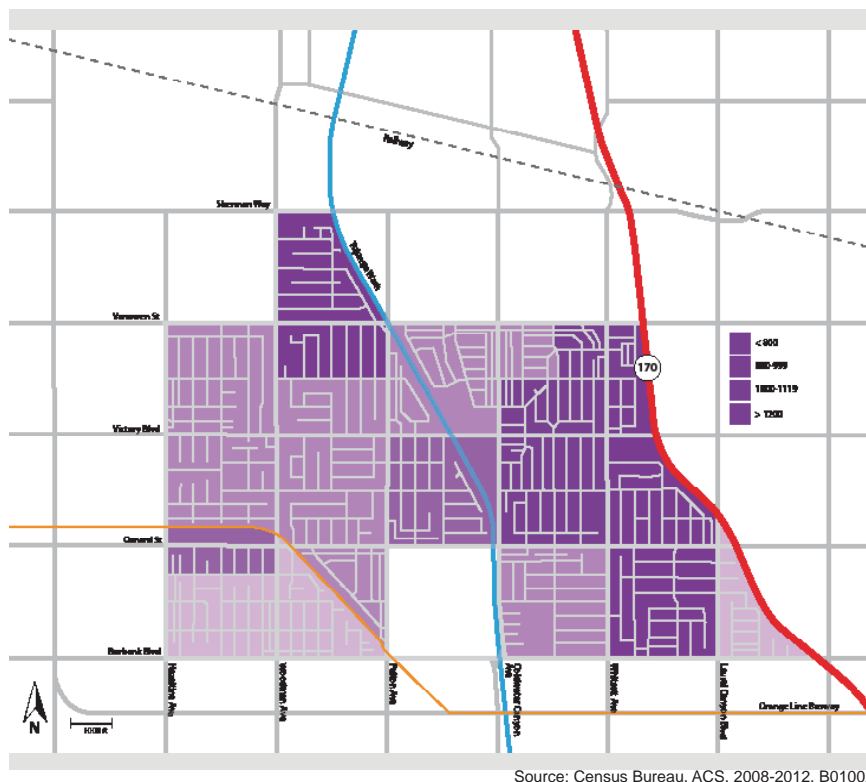 Railway
Sherman Way
Tujunga Wash
Vanowen St
< 800
800-999
170
1000-1119
> 1200
Victory Blvd
Oxnard St
Burbank Blvd
Hazeltine Ave
Woodman Ave
Fulton Ave
Coldwater Canyon
Ave
Whitsett Ave
Laurel Canyon Blvd
Orange Line Busway
N
1000 ft
Source: Census Bureau, ACS, 2008-2012, B0100